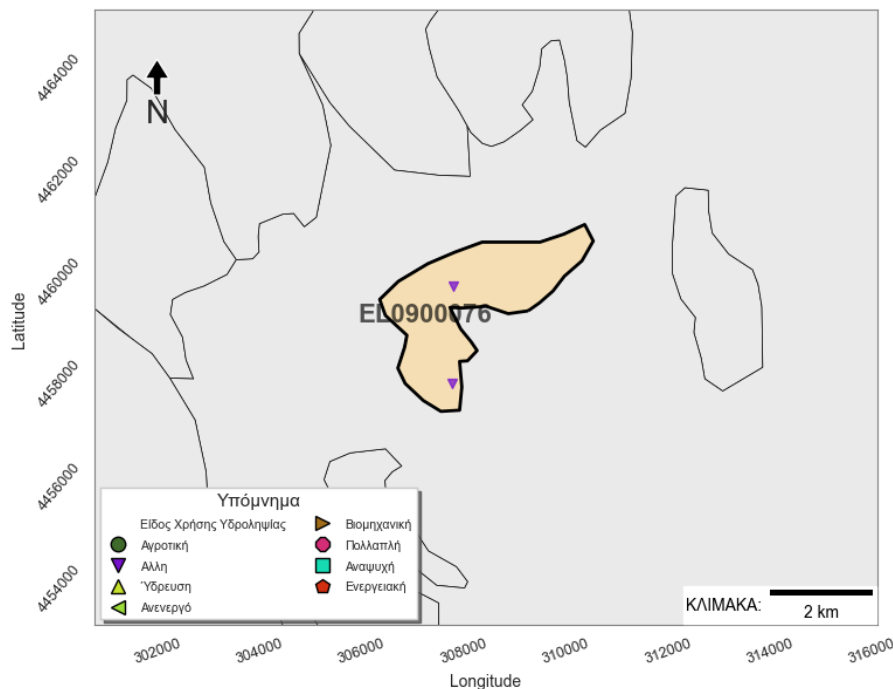 4464000
N
4462000
4460000
EL0900076
Latitude
4458000
4456000
Υπόμνημα
Είδος Χρήσης Υδροληψίας
Βιομηχανική
Αγροτική
Πολλαπλή
Άλλη
Αναψυχή
Ύδρευση
Ενεργειακή
Ανενεργό
4454000
ΚΛΙΜΑΚΑ:
2 km
302000
304000
306000
308000
310000
312000
314000
316000
Longitude